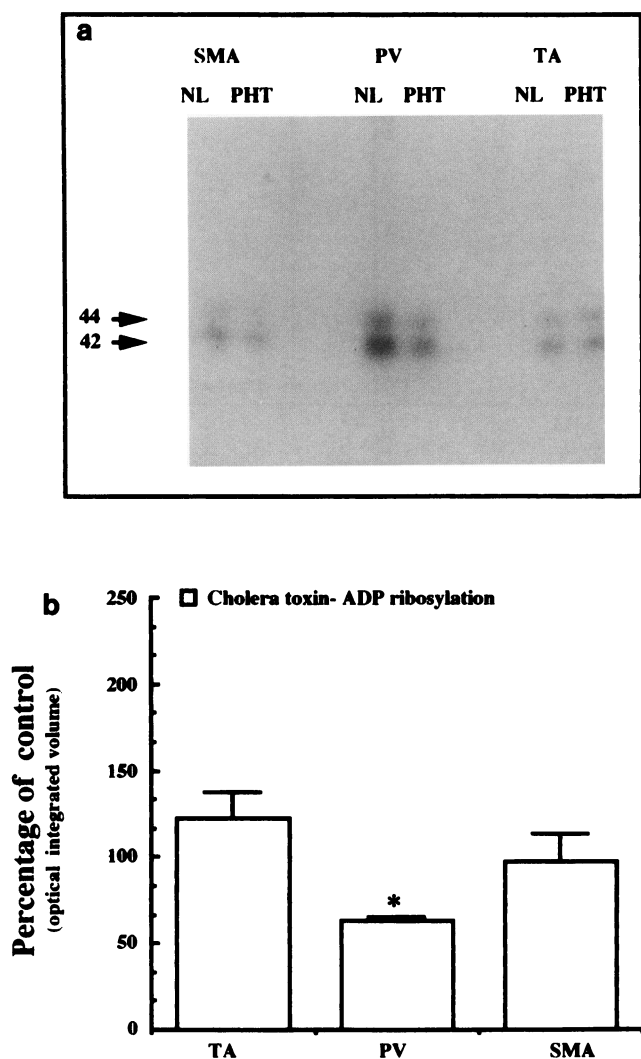 a
SMA PV TA
NL PHT NL PHT NL PHT
44
42
b
250
☐ Cholera toxin- ADP ribosylation
200
150
100
50
0
Percentage of control
(optical integrated volume)
*
TA PV SMA